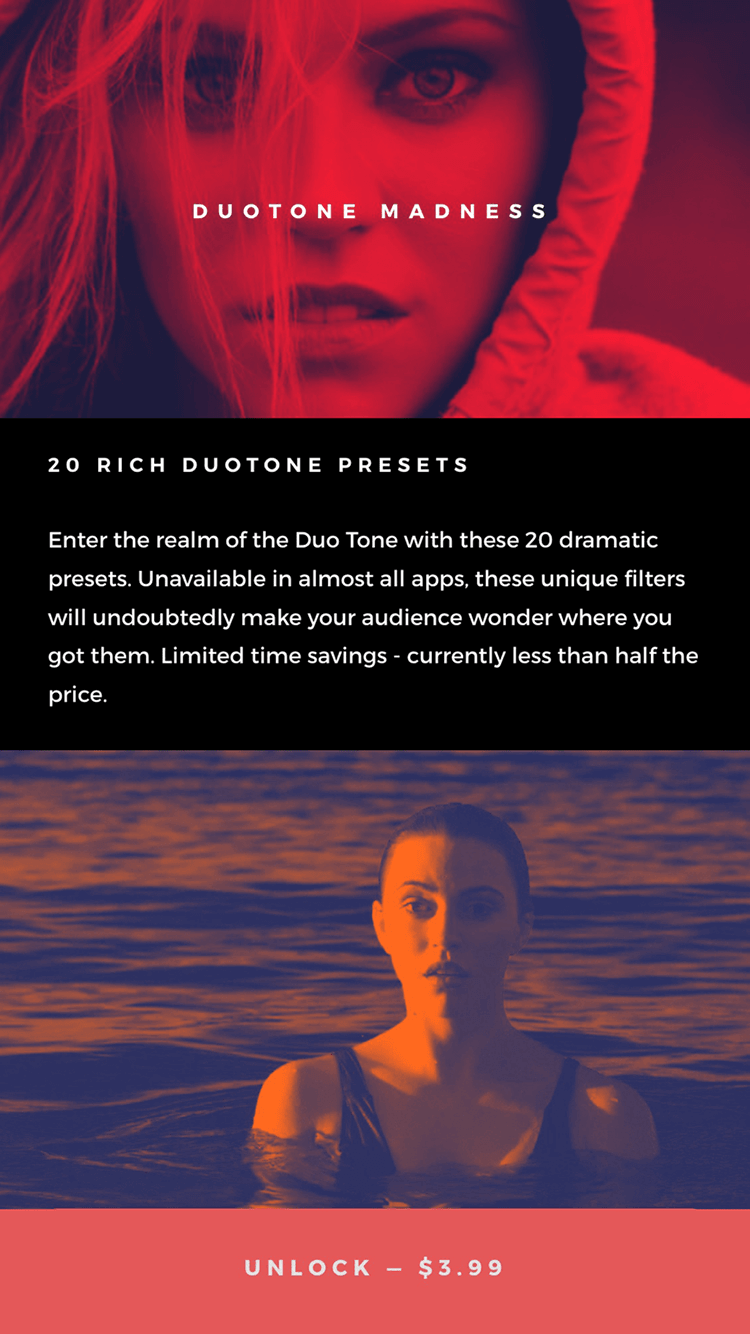 DUOTONE MADNESS
20 RICH DUOTONE PRESETS
Enter the realm of the Duo Tone with these 20 dramatic
presets. Unavailable in almost all apps, these unique filters
will undoubtedly make your audience wonder where you
got them. Limited time savings - currently less than half the
price.
UNLOCK — $3.99